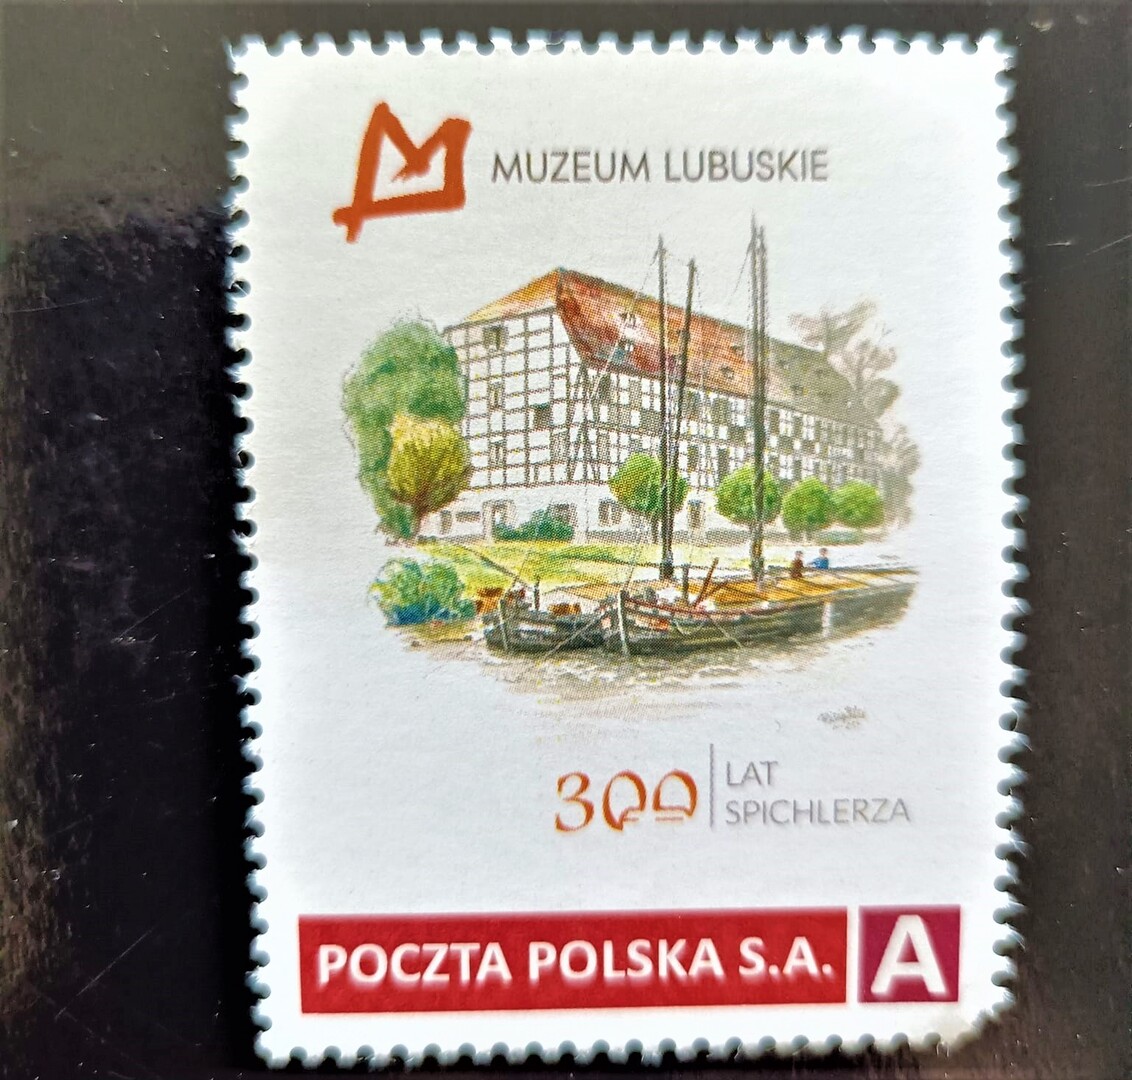 MUZEUM LUBUSKIE
300
LAT
SPICHLERZA
POCZTA POLSKA S.A.
A